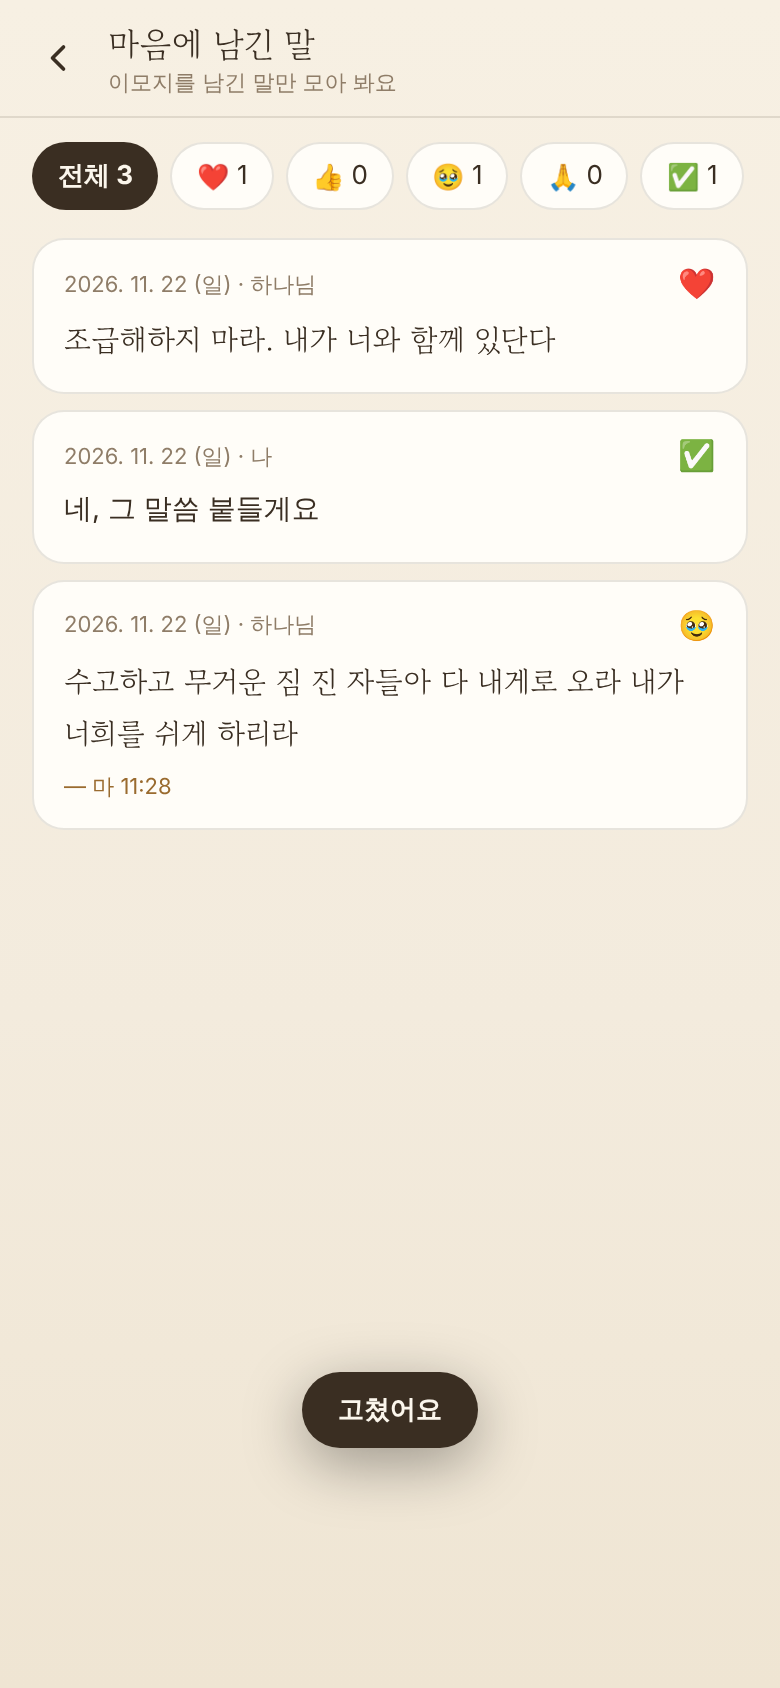 마음에 남긴 말
이모지를 남긴 말만 모아 봐요
전체 3 ❤️ 1 👍 0 🥹 1 🙏 0 ✅ 1
2026. 11. 22 (일) · 하나님 ❤️
조급해하지 마라. 내가 너와 함께 있단다
2026. 11. 22 (일) · 나 ✅
네, 그 말씀 붙들게요
2026. 11. 22 (일) · 하나님 🥹
수고하고 무거운 짐 진 자들아 다 내게로 오라 내가
너희를 쉬게 하리라
— 마 11:28
고쳤어요